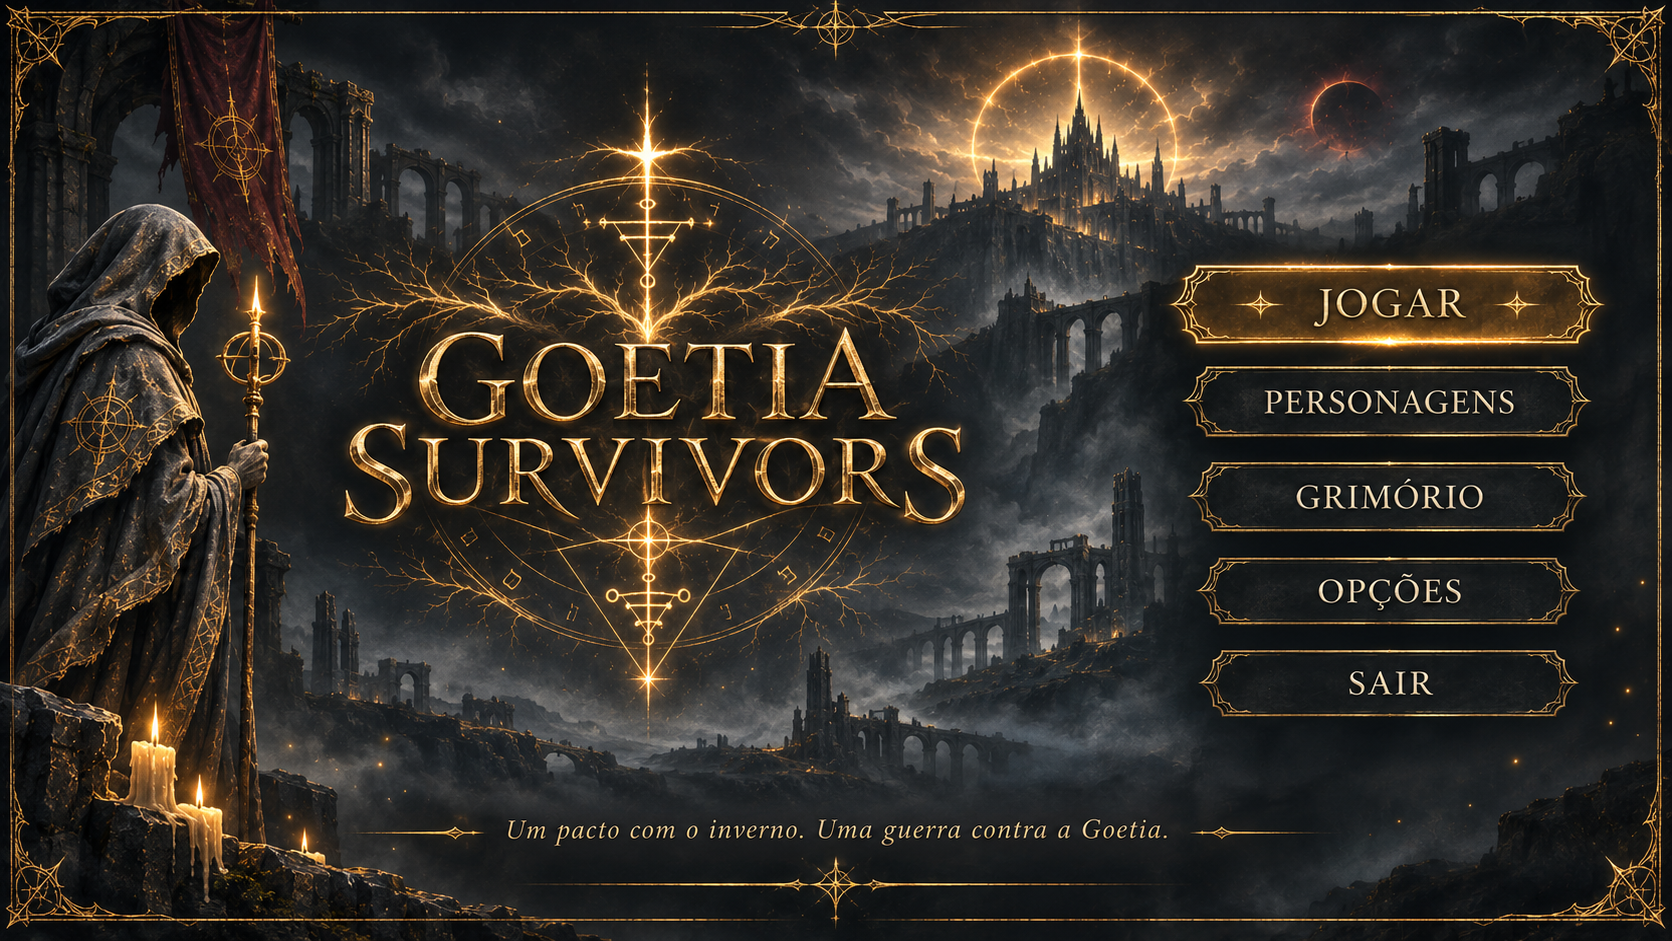 GOETIA
SURVIVORS
JOGAR
PERSONAGENS
GRIMÓRIO
OPÇÕES
SAIR
Um pacto com o inverno. Uma guerra contra a Goetia.